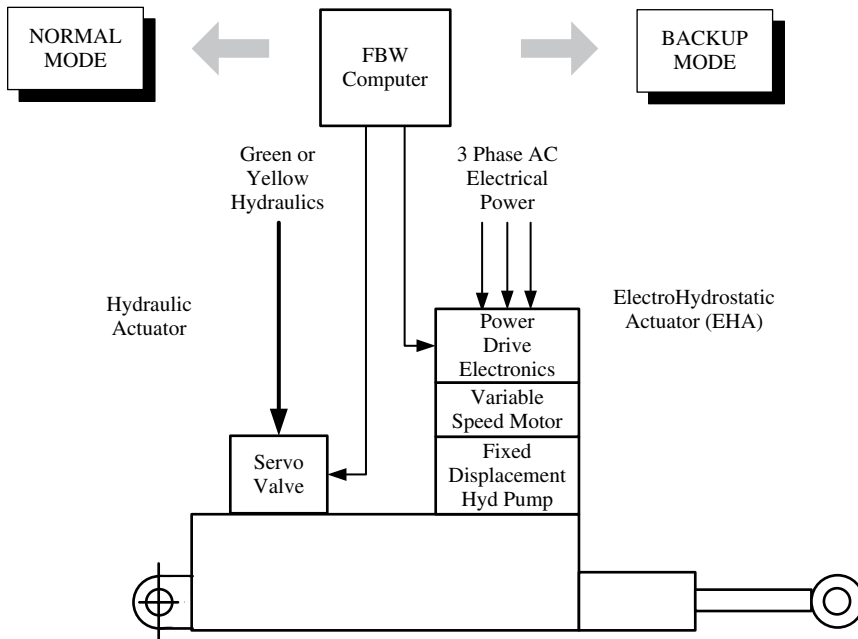 NORMAL
MODE
FBW
Computer
BACKUP
MODE
Green or
Yellow
Hydraulics
3 Phase AC
Electrical
Power
Hydraulic
Actuator
ElectroHydrostatic
Actuator (EHA)
Power
Drive
Electronics
Variable
Speed Motor
Fixed
Displacement
Hyd Pump
Servo
Valve